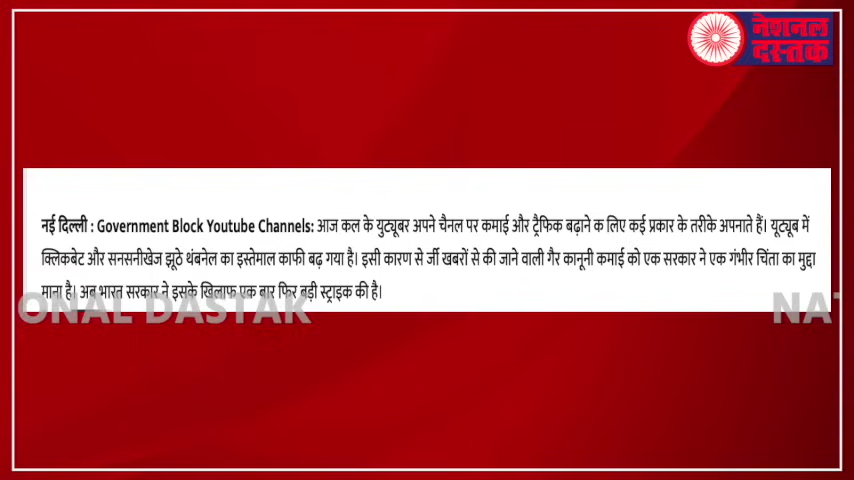 नेशनल
दस्तक
नई दिल्ली : Government Block Youtube Channels: आज कल के युट्यूबर अपने चैनल पर कमाई और ट्रैफिक बढ़ाने क लिए कई प्रकार के तरीके अपनाते हैं। यूट्यूब में
क्लिकबेट और सनसनीखेज झूठे थंबनेल का इस्तेमाल काफी बढ़ गया है। इसी कारण से र्जी खबरों से की जाने वाली गैर कानूनी कमाई को एक सरकार ने एक गंभीर चिंता का मुद्दा
माना है। अब भारत सरकार ने इसके खिलाफ एक बार फिर बड़ी स्ट्राइक की है।
ONAL DASTAK NAT